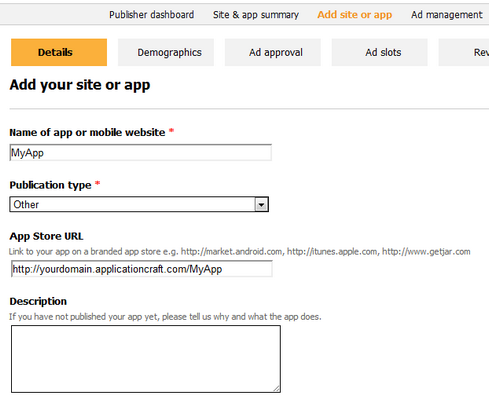 Publisher dashboard Site & app summary Add site or app Ad management
Details Demographics Ad approval Ad slots Rev
Add your site or app
Name of app or mobile website *
MyApp
Publication type *
Other
App Store URL
Link to your app on a branded app store e.g. http://market.android.com, http://itunes.apple.com, http://www.getjar.com
http://yourdomain.applicationcraft.com/MyApp
Description
If you have not published your app yet, please tell us why and what the app does.